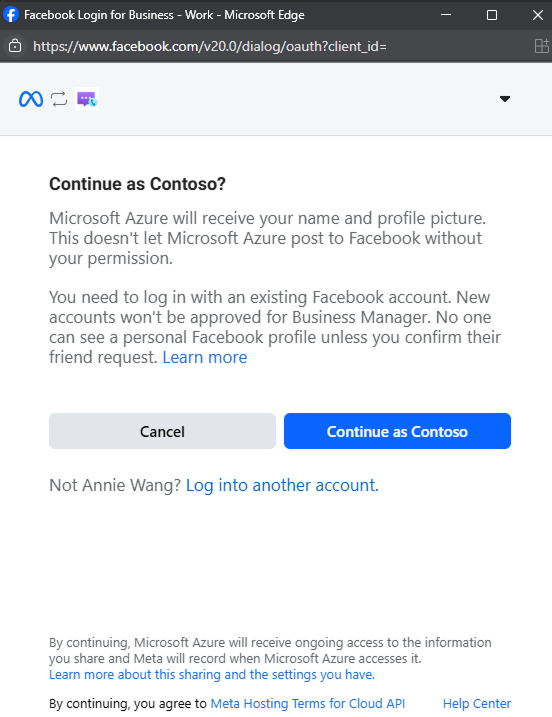 Facebook Login for Business - Work - Microsoft Edge
https://www.facebook.com/v20.0/dialog/oauth?client_id=
Continue as Contoso?
Microsoft Azure will receive your name and profile picture.
This doesn't let Microsoft Azure post to Facebook without
your permission.
You need to log in with an existing Facebook account. New
accounts won't be approved for Business Manager. No one
can see a personal Facebook profile unless you confirm their
friend request. Learn more
Cancel
Continue as Contoso
Not Annie Wang? Log into another account.
By continuing, Microsoft Azure will receive ongoing access to the information
you share and Meta will record when Microsoft Azure accesses it.
Learn more about this sharing and the settings you have.
By continuing, you agree to Meta Hosting Terms for Cloud API
Help Center